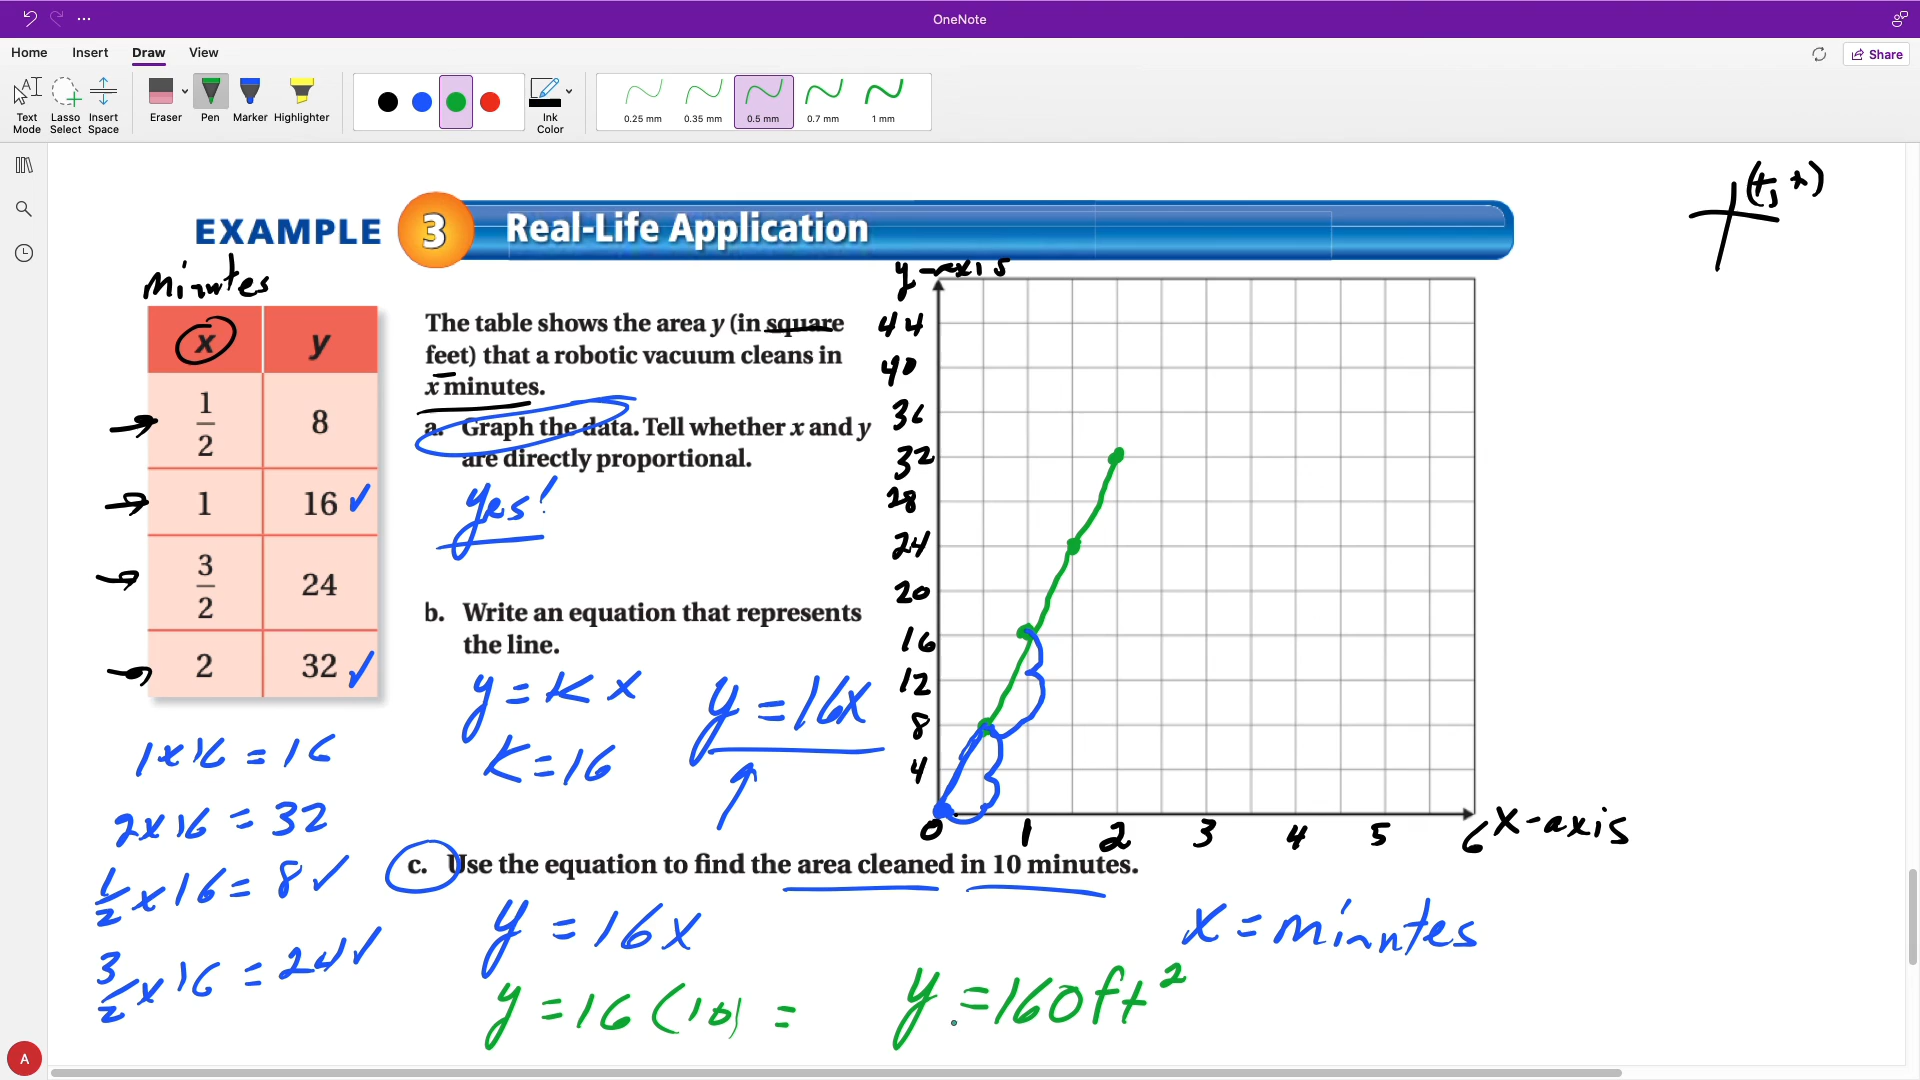 OneNote
Home Insert Draw View
Share
Text Mode
Lasso Select
Insert Space
Eraser
Pen
Marker
Highlighter
Ink Color
0.25 mm
0.35 mm
0.5 mm
0.7 mm
1 mm
(+, +)
EXAMPLE 3 Real-Life Application
minutes
x y
1/2 8
1 16 ✓
3/2 24
2 32 ✓
The table shows the area y (in square
feet) that a robotic vacuum cleans in
x minutes.
a. Graph the data. Tell whether x and y
are directly proportional.
yes!
b. Write an equation that represents
the line.
y = K x
K = 16
y = 16x
y-axis
44
40
36
32
28
24
20
16
12
8
4
0 1 2 3 4 5 6 x-axis
1 x 16 = 16
2 x 16 = 32
1/2 x 16 = 8 ✓
3/2 x 16 = 24 ✓
c. Use the equation to find the area cleaned in 10 minutes.
y = 16x
x = minutes
y = 16(10) =
y = 160 ft²
A